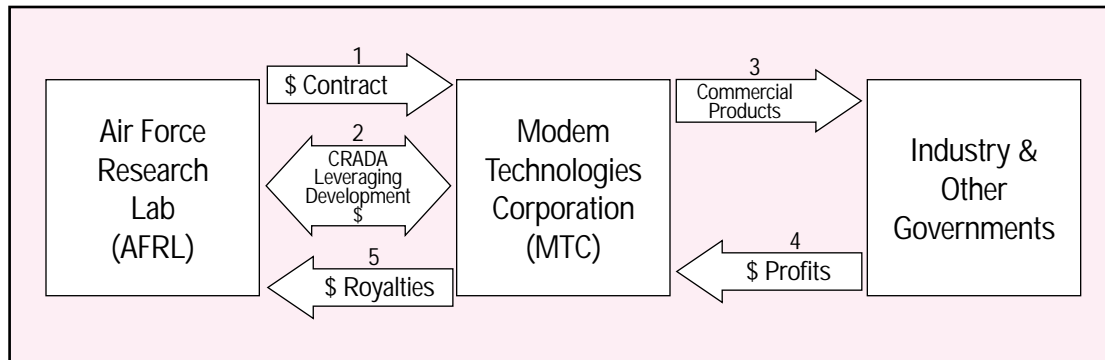 Air Force
Research
Lab
(AFRL)
1
$ Contract
2
CRADA
Leveraging
Development
$
5
$ Royalties
Modem
Technologies
Corporation
(MTC)
3
Commercial
Products
4
$ Profits
Industry &
Other
Governments